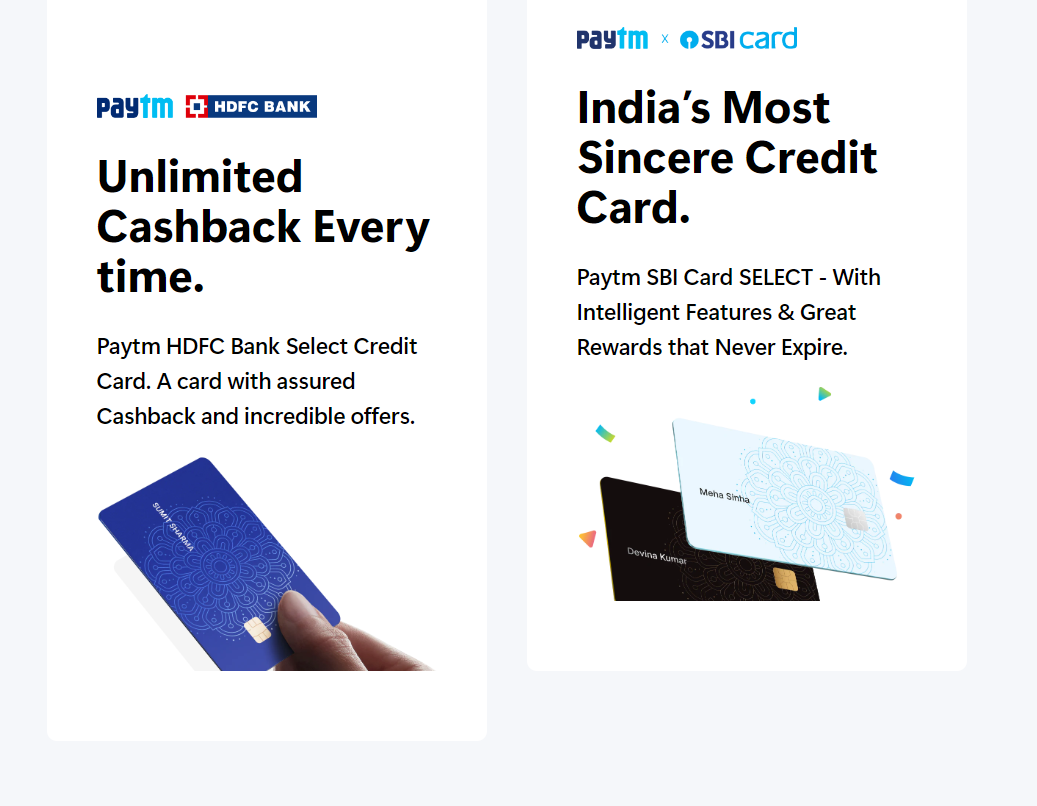 paytm HDFC BANK
Unlimited
Cashback Every
time.
Paytm HDFC Bank Select Credit
Card. A card with assured
Cashback and incredible offers.
SUMIT SHARMA
paytm x SBI card
India’s Most
Sincere Credit
Card.
Paytm SBI Card SELECT - With
Intelligent Features & Great
Rewards that Never Expire.
Meha Sinha
Devina Kumar